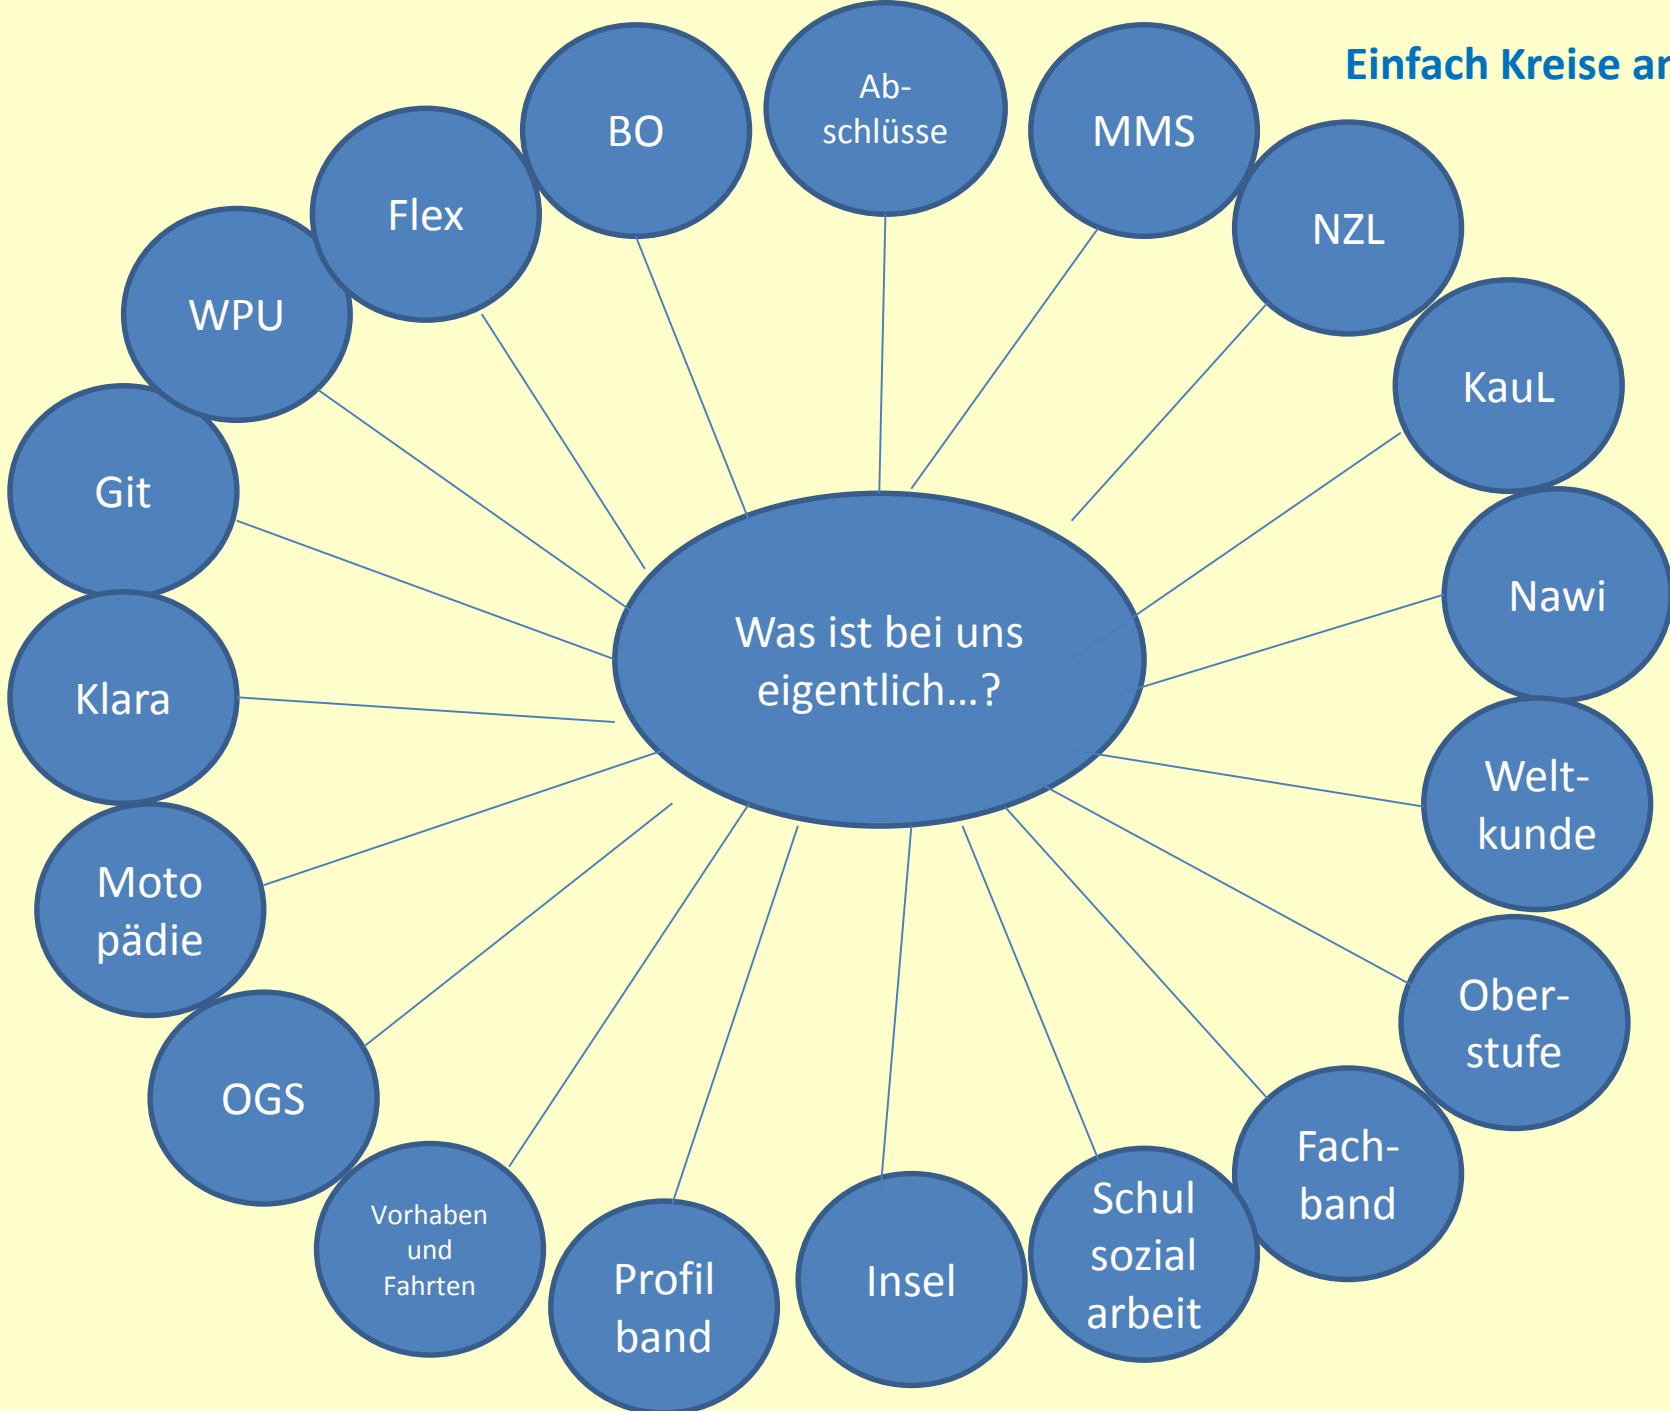 Einfach Kreise an
Ab-
schlüsse
MMS
NZL
KauL
Nawi
Welt-
kunde
Ober-
stufe
Fach-
band
Schul
sozial
arbeit
Insel
Profil
band
Vorhaben
und
Fahrten
OGS
Moto
pädie
Klara
Git
WPU
Flex
BO
Was ist bei uns
eigentlich...?